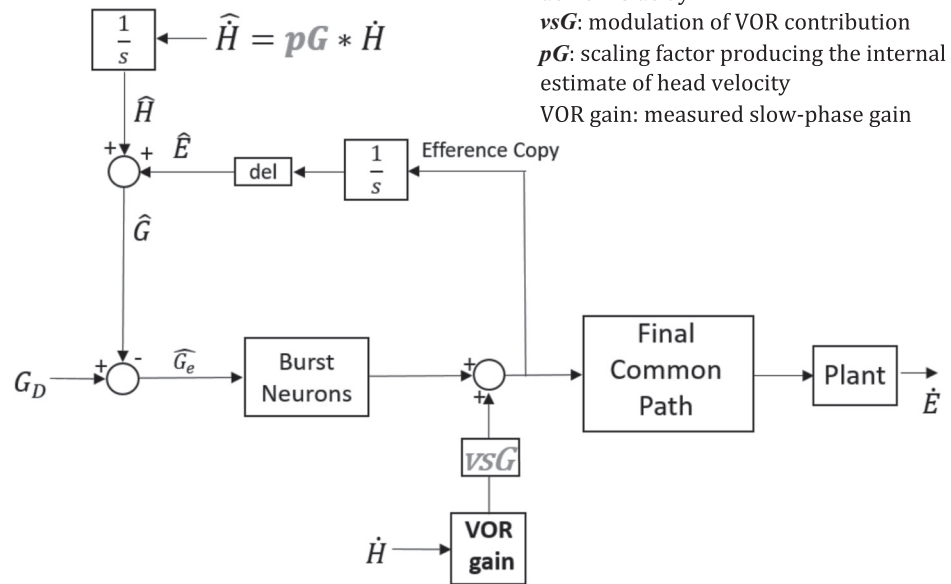 vsG: modulation of VOR contribution
pG: scaling factor producing the internal
estimate of head velocity
VOR gain: measured slow-phase gain
1
s
Ĥ̇ = pG * Ḣ
Ĥ
+ +
Ê
del
1
s
Efference Copy
Ĝ
G_D
+ -
Ĝₑ
Burst
Neurons
+
+
Final
Common
Path
Plant
Ė
vsG
Ḣ
VOR
gain